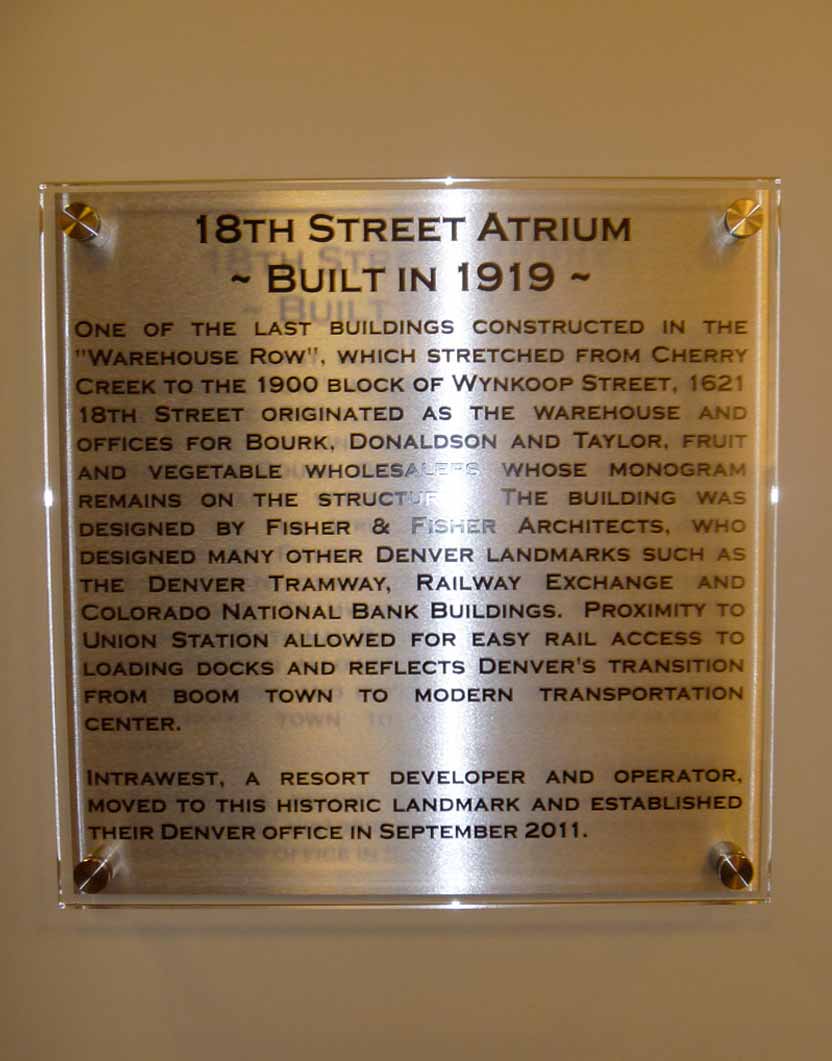 18TH STREET ATRIUM
~ BUILT IN 1919 ~
ONE OF THE LAST BUILDINGS CONSTRUCTED IN THE
"WAREHOUSE ROW", WHICH STRETCHED FROM CHERRY
CREEK TO THE 1900 BLOCK OF WYNKOOP STREET, 1621
18TH STREET ORIGINATED AS THE WAREHOUSE AND
OFFICES FOR BOURK, DONALDSON AND TAYLOR, FRUIT
AND VEGETABLE WHOLESALERS WHOSE MONOGRAM
REMAINS ON THE STRUCTURE. THE BUILDING WAS
DESIGNED BY FISHER & FISHER ARCHITECTS, WHO
DESIGNED MANY OTHER DENVER LANDMARKS SUCH AS
THE DENVER TRAMWAY, RAILWAY EXCHANGE AND
COLORADO NATIONAL BANK BUILDINGS. PROXIMITY TO
UNION STATION ALLOWED FOR EASY RAIL ACCESS TO
LOADING DOCKS AND REFLECTS DENVER'S TRANSITION
FROM BOOM TOWN TO MODERN TRANSPORTATION
CENTER.
INTRAWEST, A RESORT DEVELOPER AND OPERATOR,
MOVED TO THIS HISTORIC LANDMARK AND ESTABLISHED
THEIR DENVER OFFICE IN SEPTEMBER 2011.